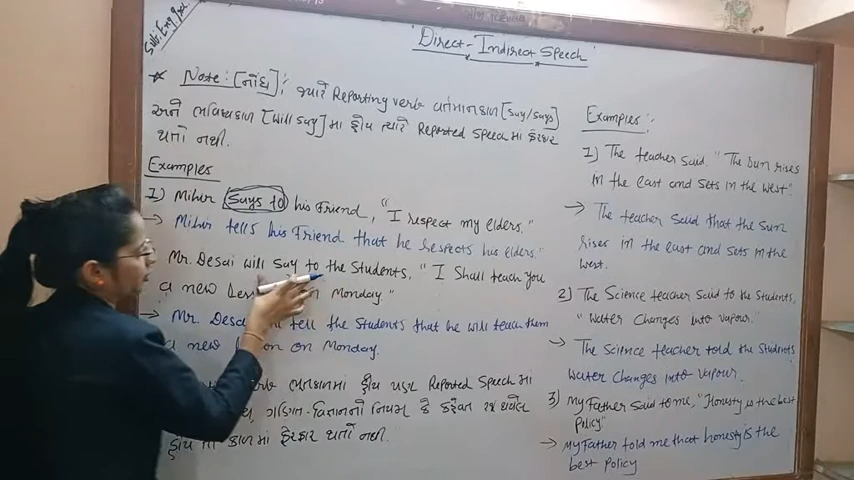 Sub: Eng
Direct-Indirect Speech
* Note: [નોંધ]: જ્યારે Reporting verb વર્તમાનકાળ [say/says]
અને ભવિષ્યકાળ [will say] માં હોય ત્યારે Reported Speech માં ફેરફાર
થતો નથી.
Examples
1) Mihir Says to his Friend, "I respect my elders."
→ Mihir tells his Friend that he respects his elders."
Mr. Desai will say to the Students, "I Shall teach you
a new on Monday."
→ Mr. tell the Students that he will teach them
on Monday.
ભૂતકાળમાં હોય Reported Speech માં
નો નિયમ કે
હોય માં ફેરફાર થતો નથી."
Examples:
1) The teacher said. "The Sun rises
in the east and sets in the west".
→ The teacher said that the Sun
rises in the east and sets in the
west.
2) The Science teacher Said to the Students,
"Water Changes into vapour."
→ The Science teacher told the Students
Water Changes into vapour.
3) My Father Said to me, "Honesty is the best
policy"
→ My Father told me that honesty is the
best policy